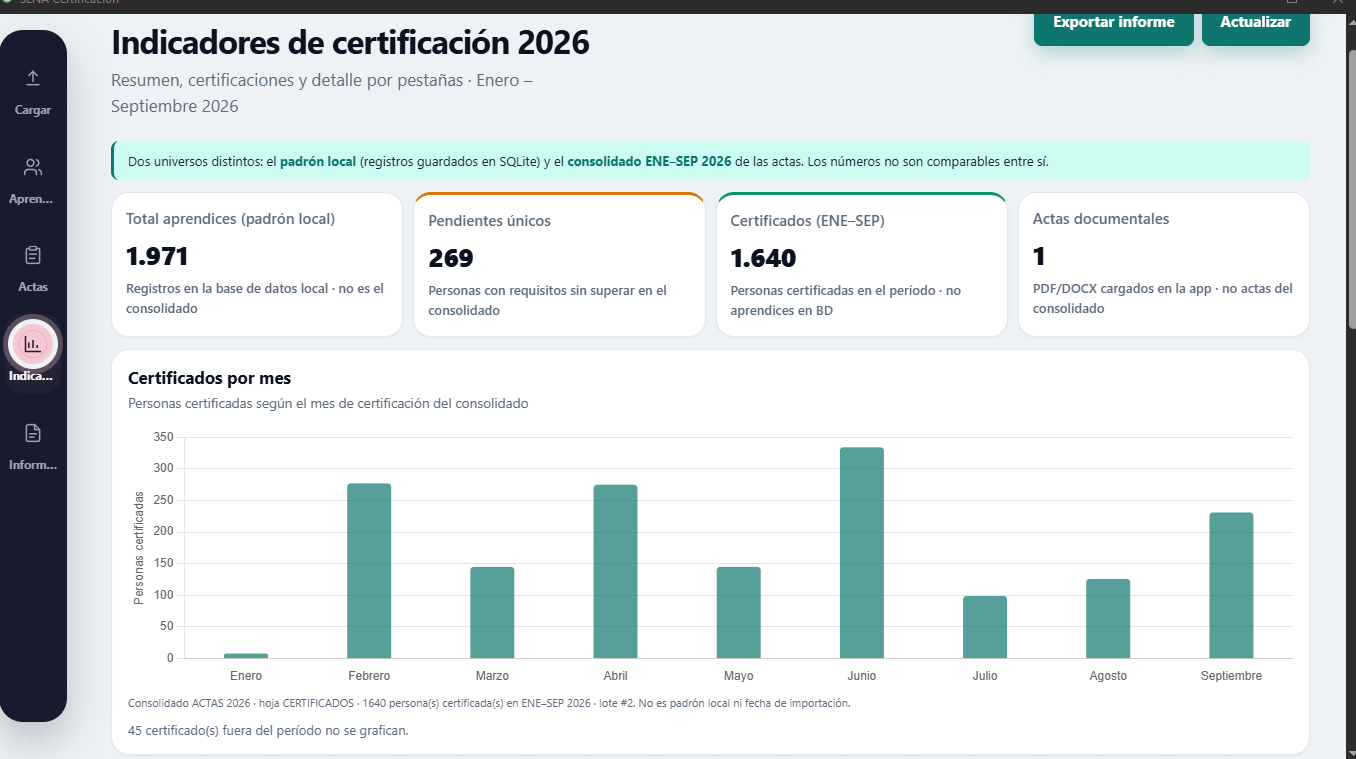 SENA Certificación
Exportar informe
Actualizar
Indicadores de certificación 2026
Resumen, certificaciones y detalle por pestañas · Enero –
Septiembre 2026
Cargar
Apren...
Actas
Indica...
Inform...
Dos universos distintos: el padrón local (registros guardados en SQLite) y el consolidado ENE–SEP 2026 de las actas. Los números no son comparables entre sí.
Total aprendices (padrón local)
1.971
Registros en la base de datos local · no es el
consolidado
Pendientes únicos
269
Personas con requisitos sin superar en el
consolidado
Certificados (ENE–SEP)
1.640
Personas certificadas en el período · no
aprendices en BD
Actas documentales
1
PDF/DOCX cargados en la app · no actas del
consolidado
Certificados por mes
Personas certificadas según el mes de certificación del consolidado
Personas certificadas
350
300
250
200
150
100
50
0
Enero
Febrero
Marzo
Abril
Mayo
Junio
Julio
Agosto
Septiembre
Consolidado ACTAS 2026 · hoja CERTIFICADOS · 1640 persona(s) certificada(s) en ENE–SEP 2026 · lote #2. No es padrón local ni fecha de importación.
45 certificado(s) fuera del período no se grafican.